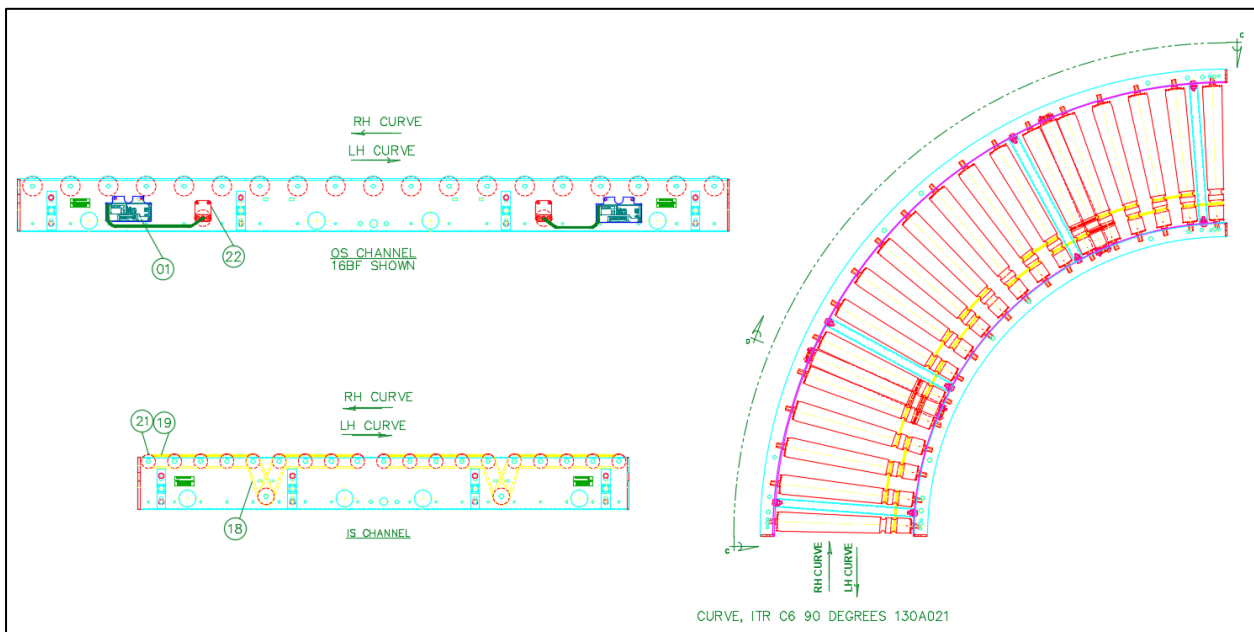 RH CURVE
LH CURVE
01
22
OS CHANNEL
16BF SHOWN
RH CURVE
LH CURVE
21
19
18
IS CHANNEL
C
D
C
RH CURVE
LH CURVE
CURVE, ITR C6 90 DEGREES 130A021